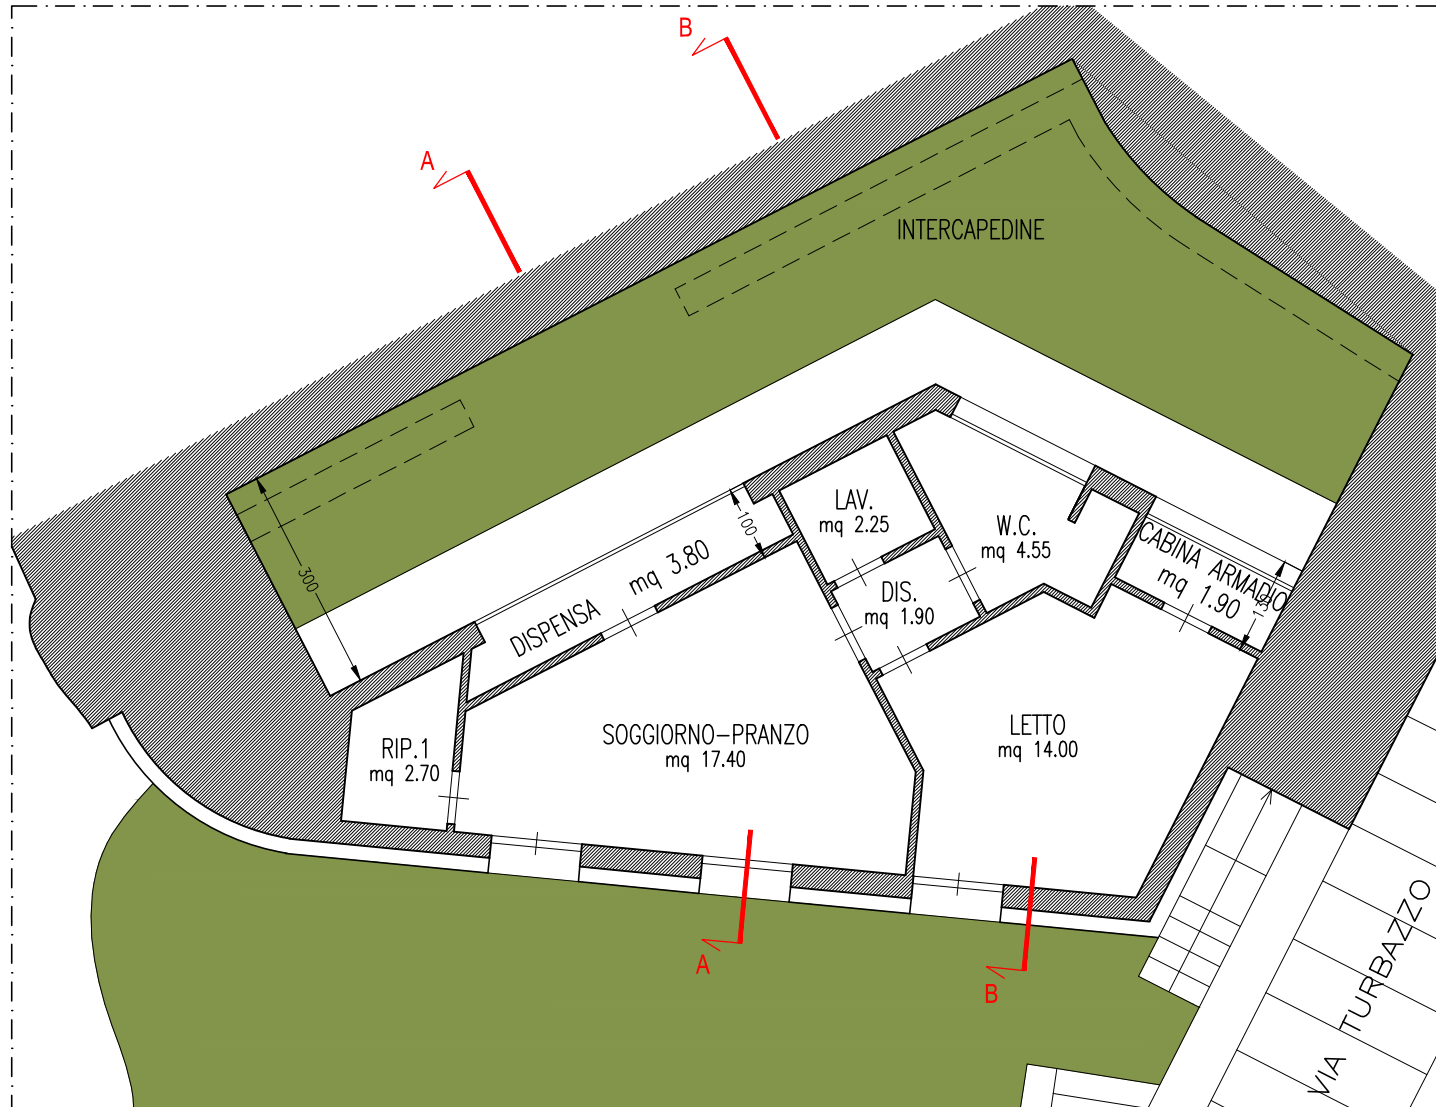 B
A
INTERCAPEDINE
300
100
LAV.
mq 2.25
W.C.
mq 4.55
CABINA ARMADIO
mq 1.90
DISPENSA
mq 3.80
DIS.
mq 1.90
RIP.1
mq 2.70
SOGGIORNO-PRANZO
mq 17.40
LETTO
mq 14.00
A
B
VIA TURBAZZO